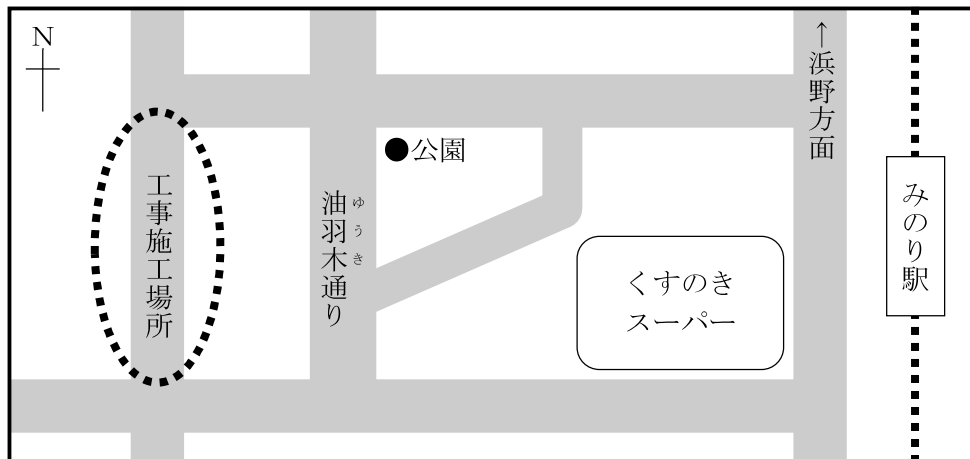 N
工事施工場所
油羽木通り
ゆうき
●公園
くすのき
スーパー
↑浜野方面
みのり駅